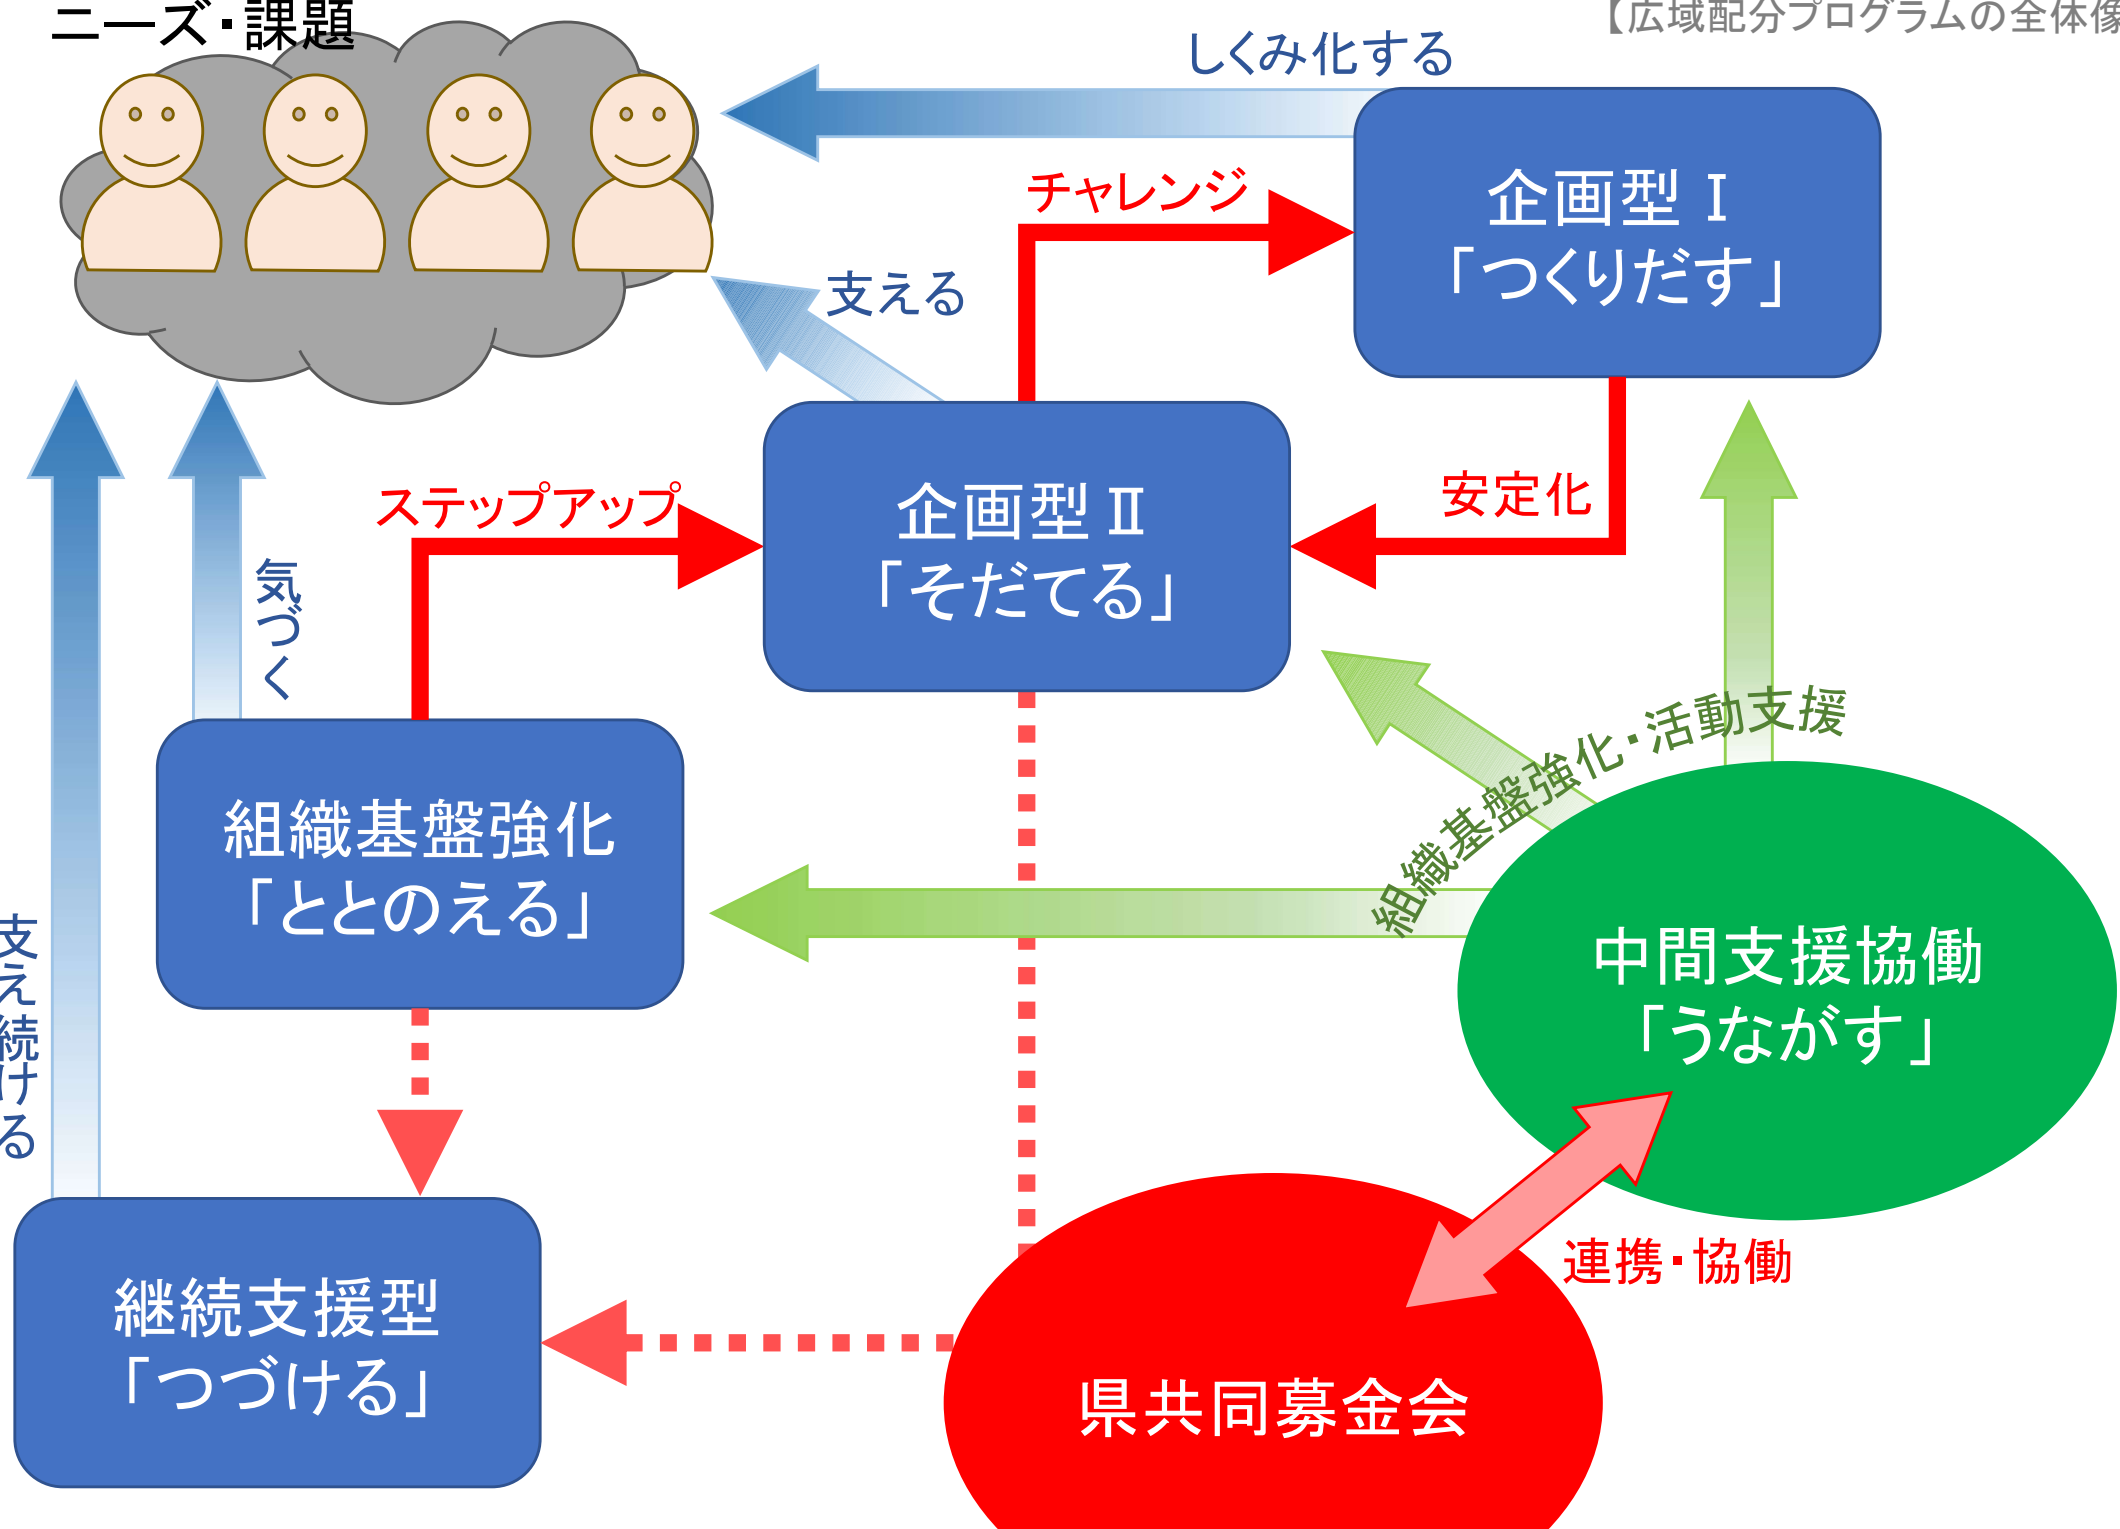 【広域配分プログラムの全体像
ニーズ・課題
しくみ化する
チャレンジ
企画型Ⅰ
「つくりだす」
支える
ステップアップ
企画型Ⅱ
「そだてる」
安定化
気づく
組織基盤強化・活動支援
組織基盤強化
「ととのえる」
支え続ける
中間支援協働
「うながす」
連携・協働
継続支援型
「つづける」
県共同募金会